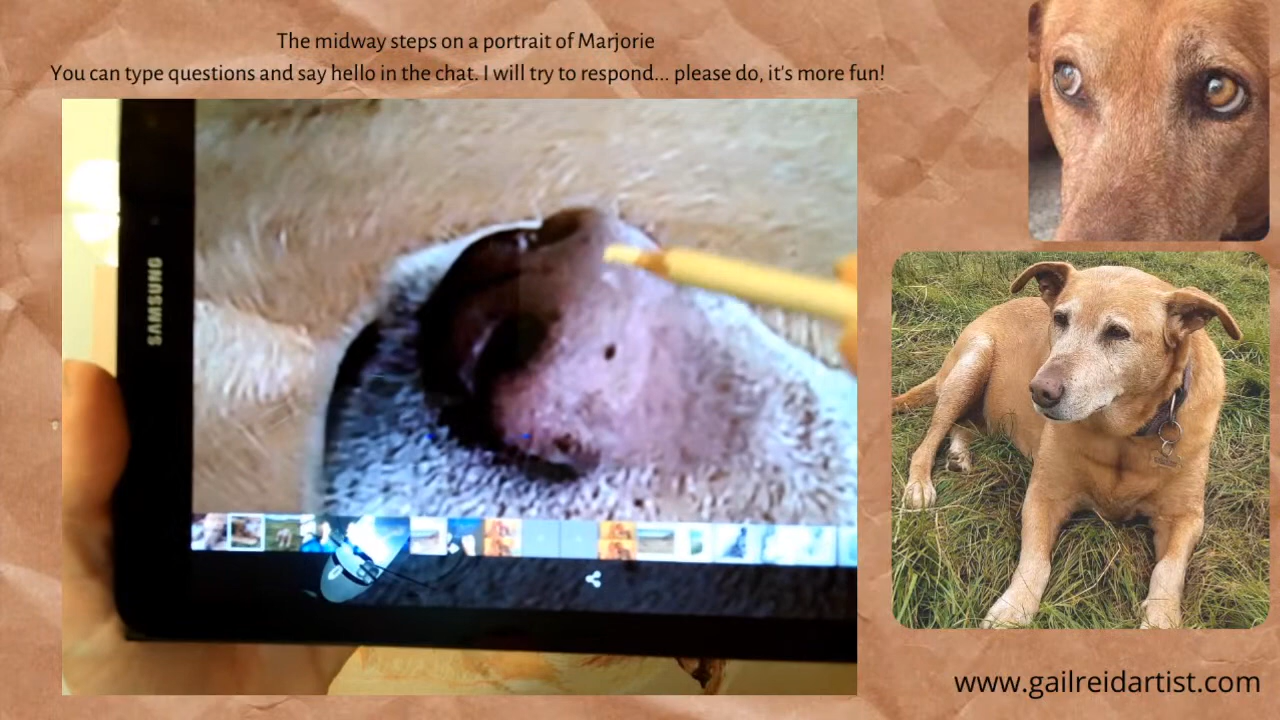 The midway steps on a portrait of Marjorie
You can type questions and say hello in the chat. I will try to respond... please do, it's more fun!
SAMSUNG
www.gailreidartist.com